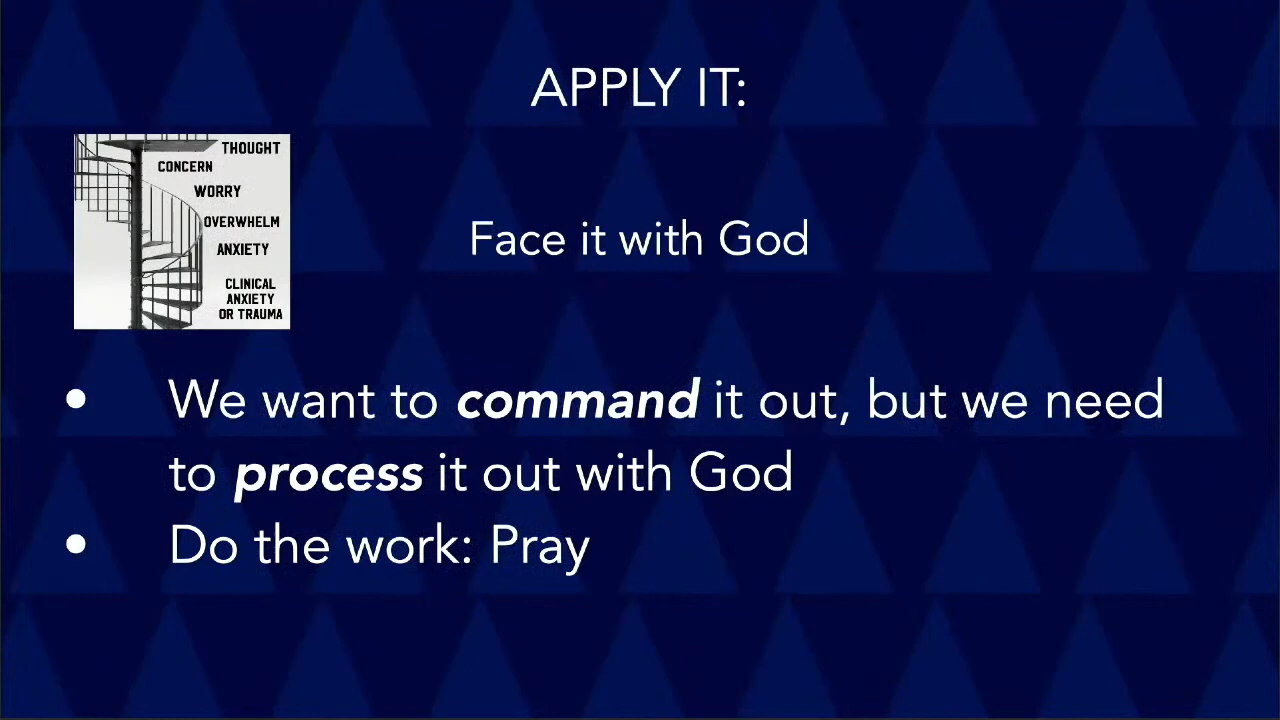 APPLY IT:
THOUGHT
CONCERN
WORRY
OVERWHELM
ANXIETY
CLINICAL
ANXIETY
OR TRAUMA
Face it with God
• We want to command it out, but we need
to process it out with God
• Do the work: Pray